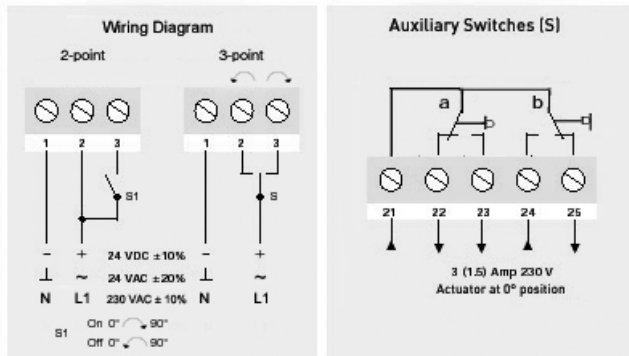 Wiring Diagram
2-point
3-point
1 2 3
1 2 3
S1
S
- + 24 VDC ±10% - +
⊥ ~ 24 VAC ±20% ⊥ ~
N L1 230 VAC ± 10% N L1
S1 On 0° 90°
Off 0° 90°
Auxiliary Switches (S)
a b
21 22 23 24 25
3 (1.5) Amp 230 V
Actuator at 0° position